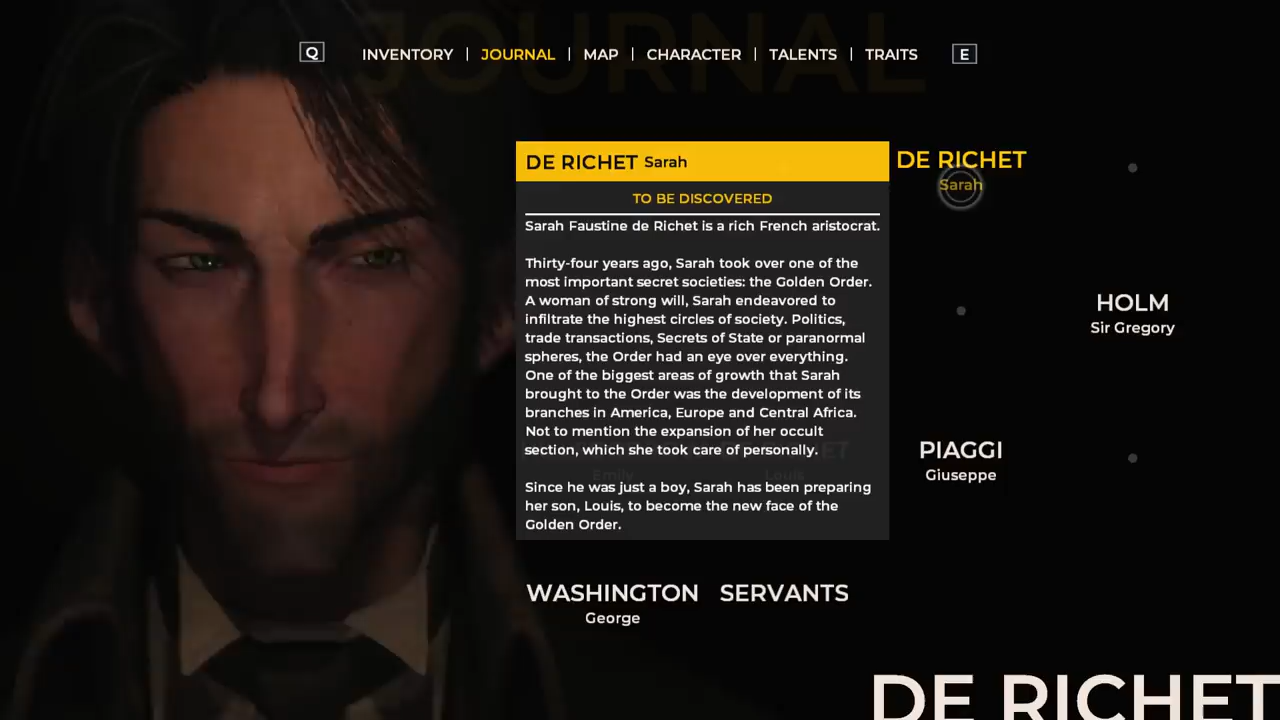 JOURNAL
Q INVENTORY | JOURNAL | MAP | CHARACTER | TALENTS | TRAITS E
DE RICHET Sarah
TO BE DISCOVERED
Sarah Faustine de Richet is a rich French aristocrat.
Thirty-four years ago, Sarah took over one of the
most important secret societies: the Golden Order.
A woman of strong will, Sarah endeavored to
infiltrate the highest circles of society. Politics,
trade transactions, Secrets of State or paranormal
spheres, the Order had an eye over everything.
One of the biggest areas of growth that Sarah
brought to the Order was the development of its
branches in America, Europe and Central Africa.
Not to mention the expansion of her occult
section, which she took care of personally.
Since he was just a boy, Sarah has been preparing
her son, Louis, to become the new face of the
Golden Order.
Emily
Louis
DE RICHET
Sarah
HOLM
Sir Gregory
PIAGGI
Giuseppe
WASHINGTON
George
SERVANTS
DE RICHET